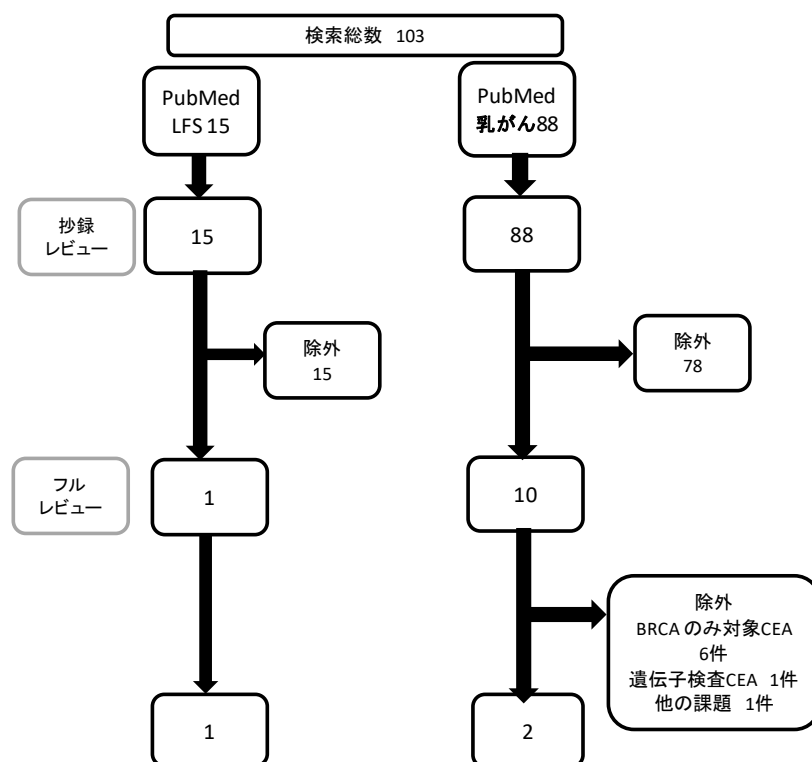 検索総数 103
PubMed
LFS 15
PubMed
乳がん88
抄録
レビュー
15
88
除外
15
除外
78
フル
レビュー
1
10
除外
BRCA のみ対象CEA
6件
遺伝子検査CEA 1件
他の課題 1件
1
2